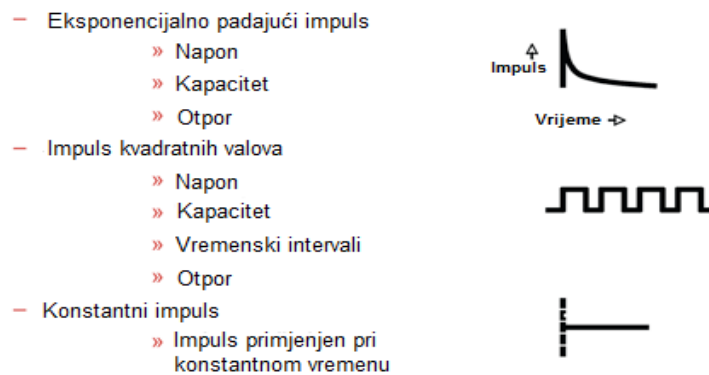 – Eksponencijalno padajući impuls
» Napon
» Kapacitet
» Otpor
Impuls
Vrijeme
– Impuls kvadratnih valova
» Napon
» Kapacitet
» Vremenski intervali
» Otpor
– Konstantni impuls
» Impuls primjenjen pri
konstantnom vremenu